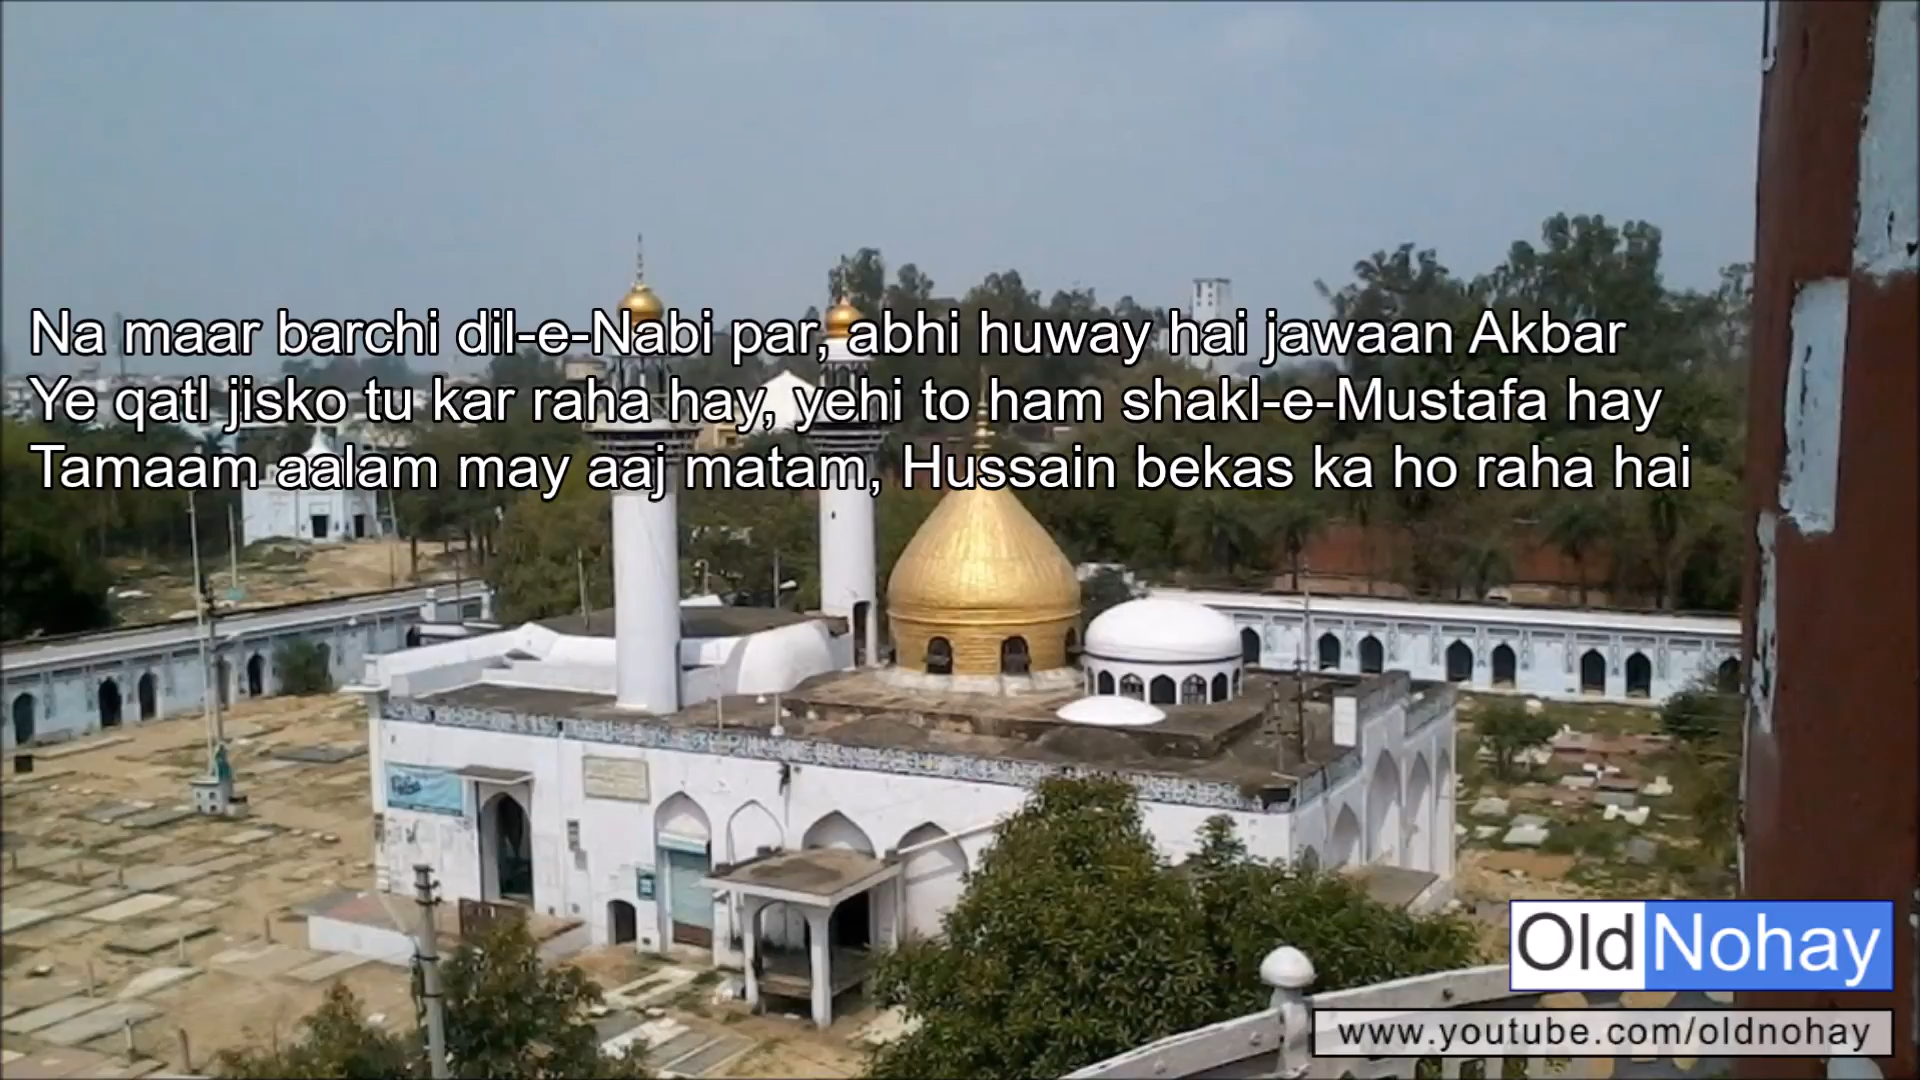 Na maar barchi dil-e-Nabi par, abhi huway hai jawaan Akbar
Ye qatl jisko tu kar raha hay, yehi to ham shakl-e-Mustafa hay
Tamaam aalam may aaj matam, Hussain bekas ka ho raha hai
OldNohay
www.youtube.com/oldnohay